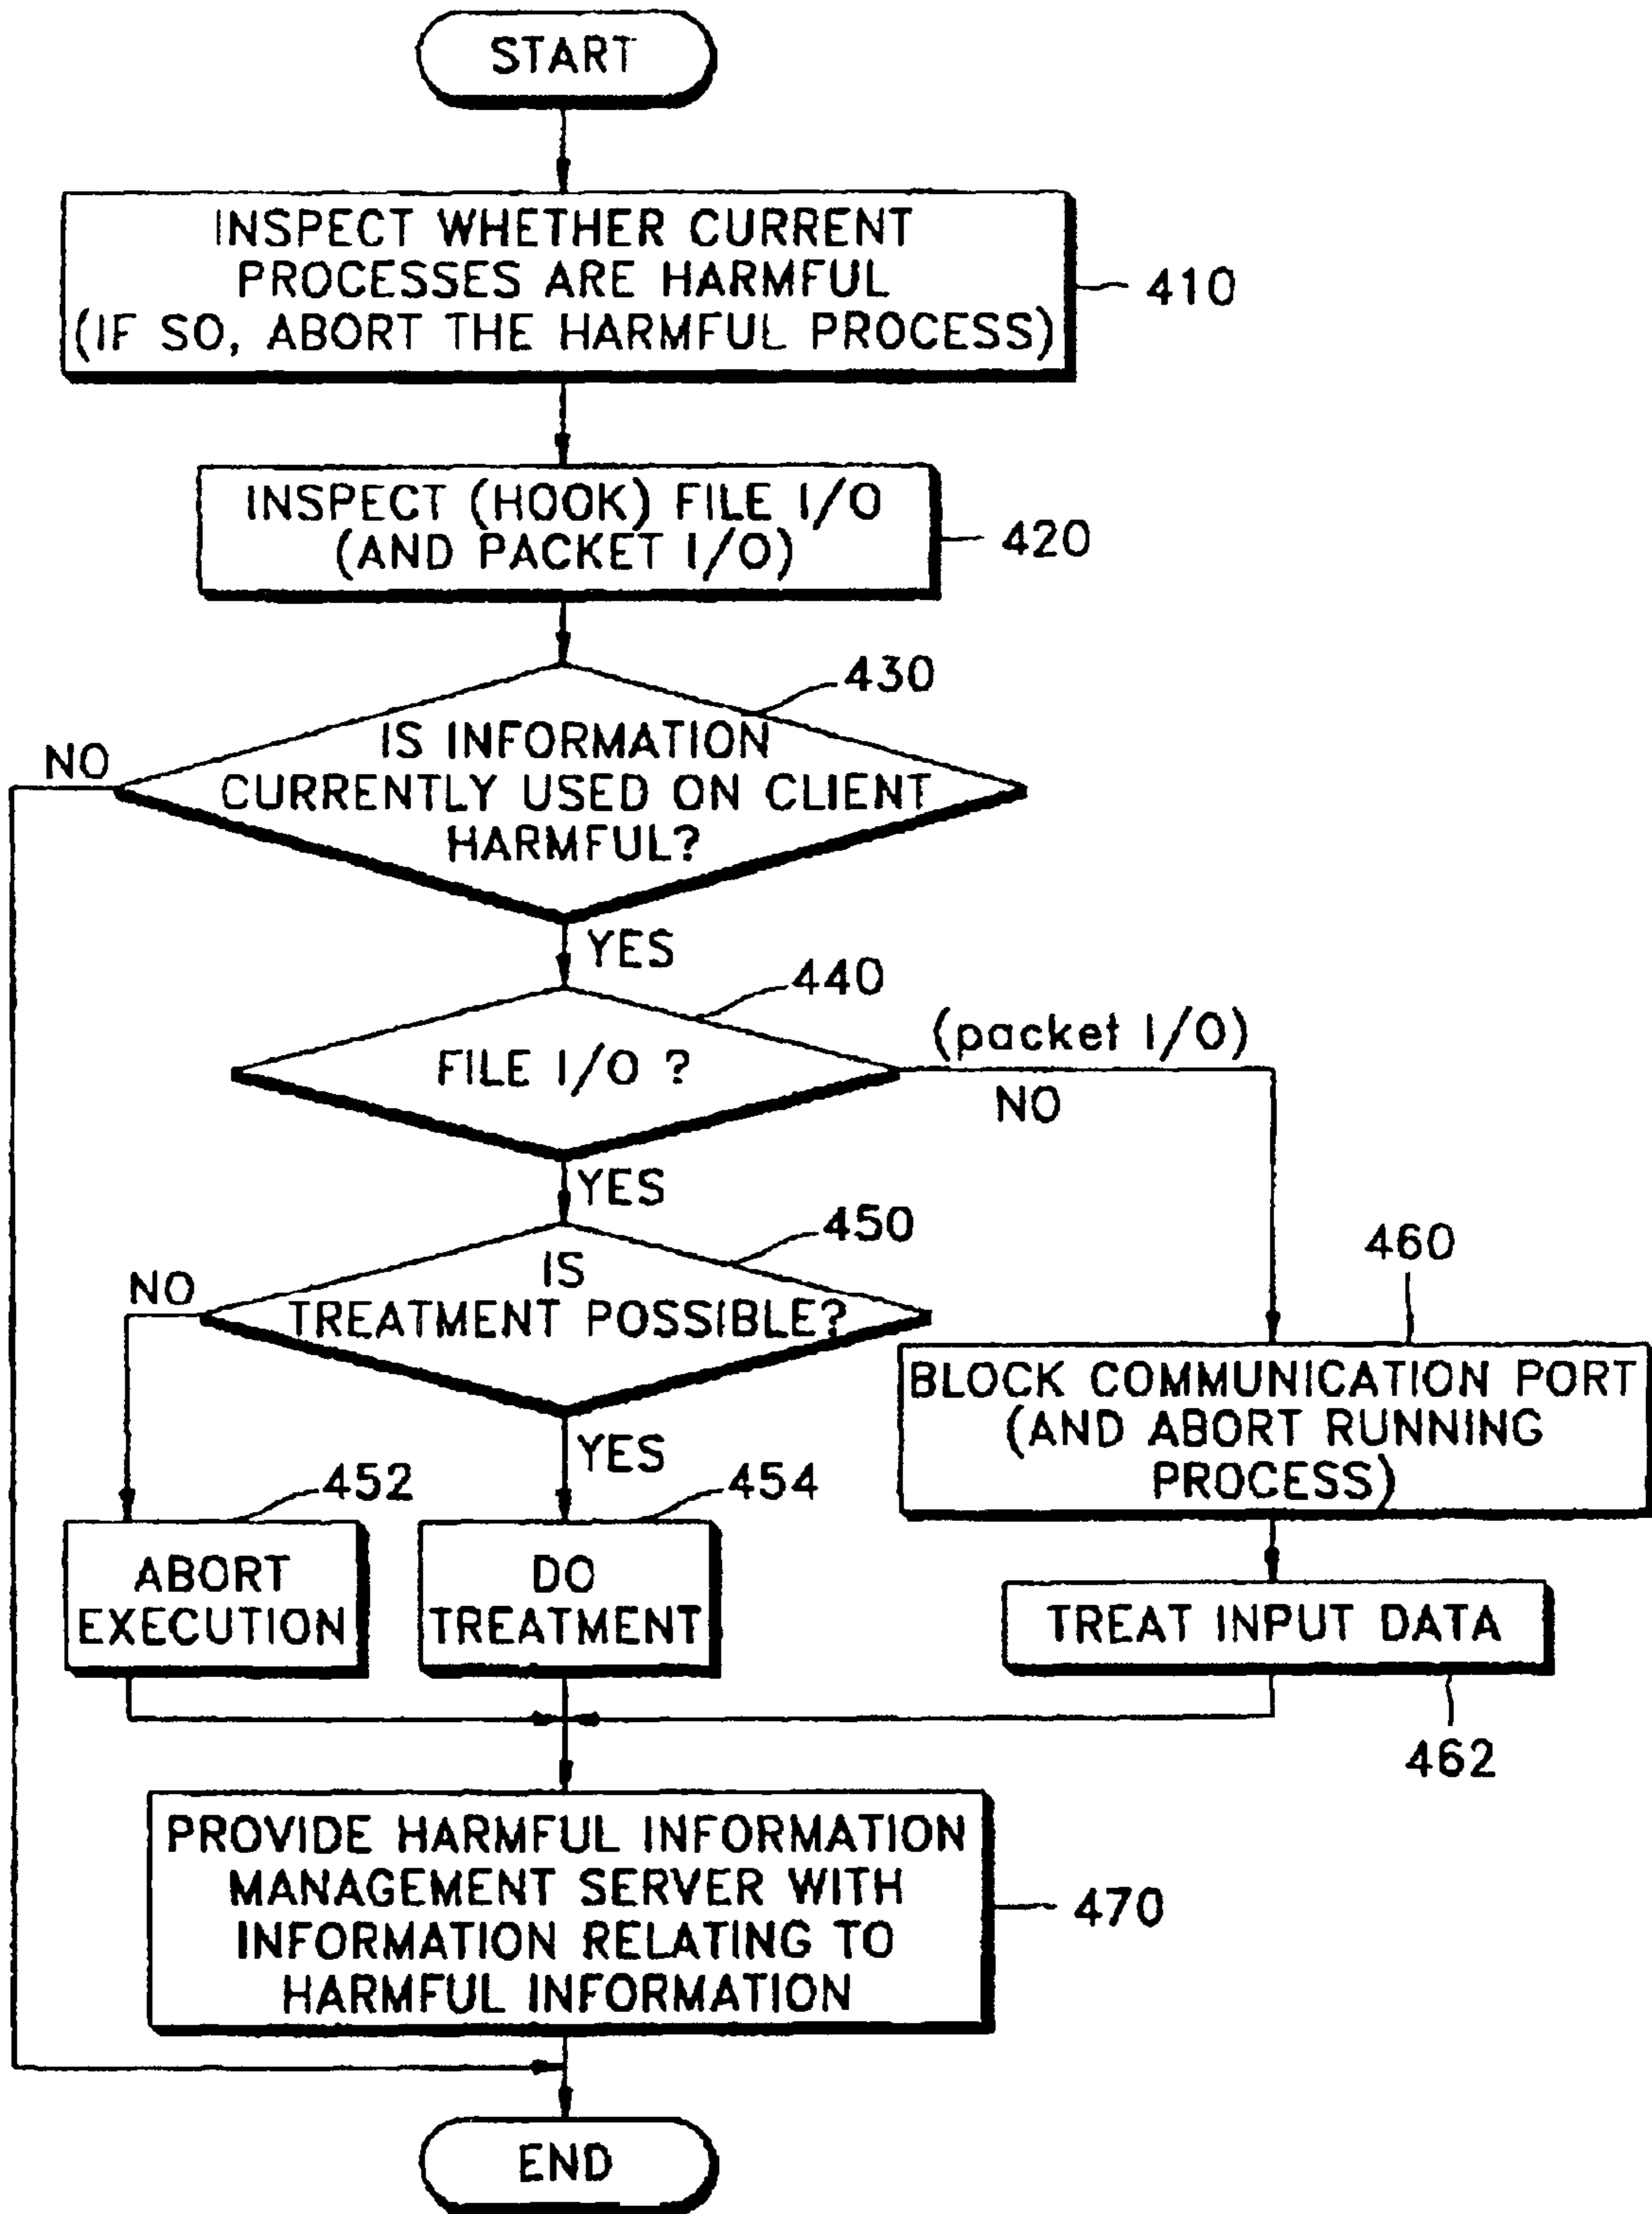 START
INSPECT WHETHER CURRENT
PROCESSES ARE HARMFUL
(IF SO, ABORT THE HARMFUL PROCESS)
410
INSPECT (HOOK) FILE I/O
(AND PACKET I/O)
420
430
IS INFORMATION
CURRENTLY USED ON CLIENT
HARMFUL?
NO
YES
440
FILE I/O ?
(packet I/O)
NO
YES
450
IS
TREATMENT POSSIBLE?
NO
YES
460
BLOCK COMMUNICATION PORT
(AND ABORT RUNNING
PROCESS)
452
ABORT
EXECUTION
454
DO
TREATMENT
TREAT INPUT DATA
462
PROVIDE HARMFUL INFORMATION
MANAGEMENT SERVER WITH
INFORMATION RELATING TO
HARMFUL INFORMATION
470
END